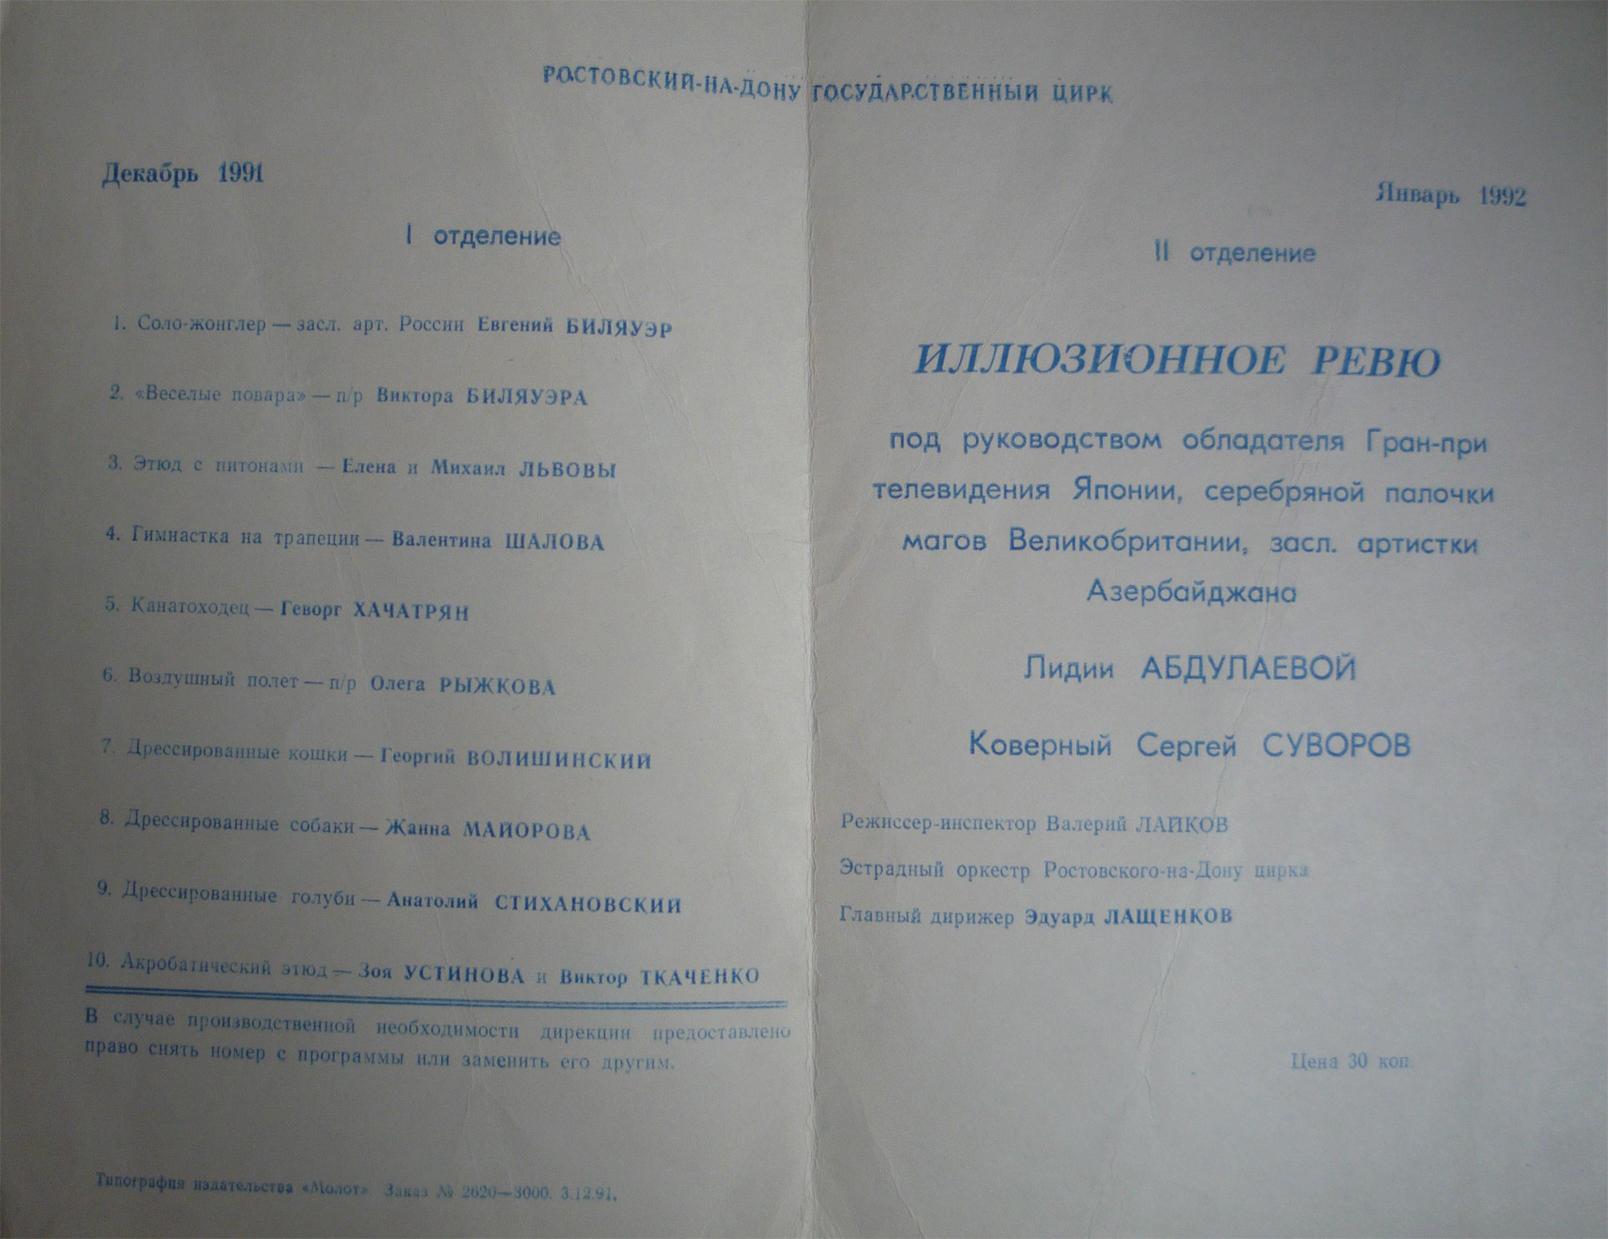 РОСТОВСКИЙ-НА-ДОНУ ГОСУДАРСТВЕННЫЙ ЦИРК
Декабрь 1991
I отделение
1. Соло-жонглер — засл. арт. России Евгений БИЛЯУЭР
2. «Веселые повара» — п/р Виктора БИЛЯУЭРА
3. Этюд с питонами — Елена и Михаил ЛЬВОВЫ
4. Гимнастка на трапеции — Валентина ШАЛОВА
5. Канатоходец — Геворг ХАЧАТРЯН
6. Воздушный полет — п/р Олега РЫЖКОВА
7. Дрессированные кошки — Георгий ВОЛИШИНСКИЙ
8. Дрессированные собаки — Жанна МАЙОРОВА
9. Дрессированные голуби — Анатолий СТИХАНОВСКИЙ
10. Акробатический этюд — Зоя УСТИНОВА и Виктор ТКАЧЕНКО
В случае производственной необходимости дирекции предоставлено
право снять номер с программы или заменить его другим.
Типография издательства «Молот» Заказ № 2620—3000. 3.12.91.
Январь 1992
II отделение
ИЛЛЮЗИОННОЕ РЕВЮ
под руководством обладателя Гран-при
телевидения Японии, серебряной палочки
магов Великобритании, засл. артистки
Азербайджана
Лидии АБДУЛАЕВОЙ
Коверный Сергей СУВОРОВ
Режиссер-инспектор Валерий ЛАЙКОВ
Эстрадный оркестр Ростовского-на-Дону цирка
Главный дирижер Эдуард ЛАЩЕНКОВ
Цена 30 коп.